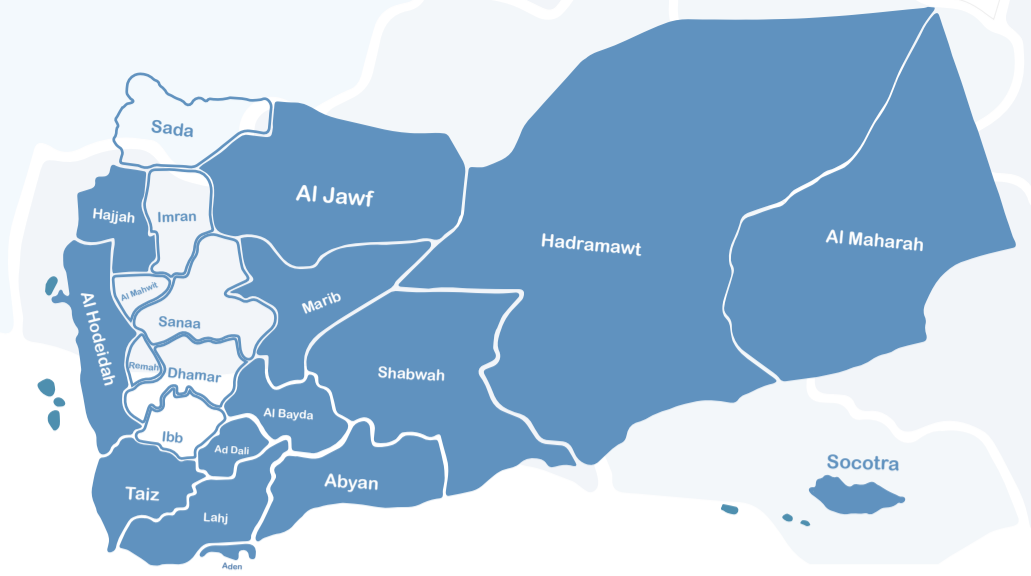 Sada
Al Jawf
Hajjah
Imran
Hadramawt
Al Maharah
Al Mahwit
Marib
Sanaa
Al Hodeidah
Remah
Dhamar
Shabwah
Al Bayda
Ibb
Ad Dali
Socotra
Abyan
Taiz
Lahj
Aden